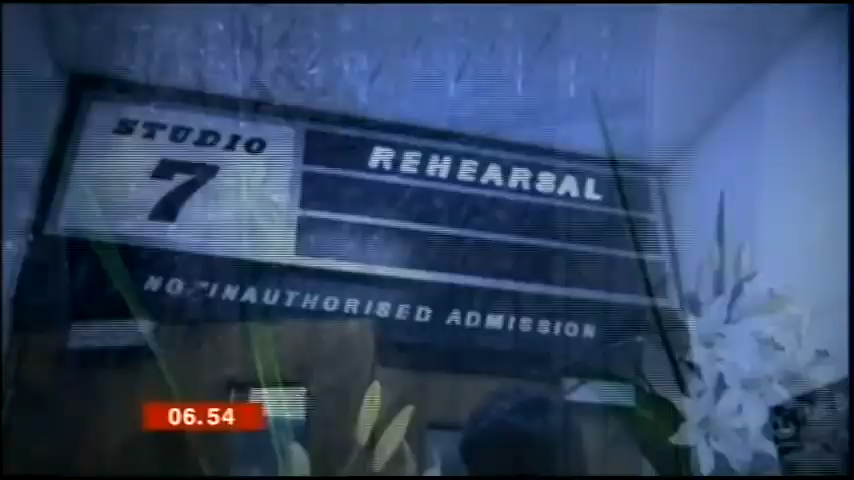 STUDIO
7
REHEARSAL
NO UNAUTHORISED ADMISSION
06.54